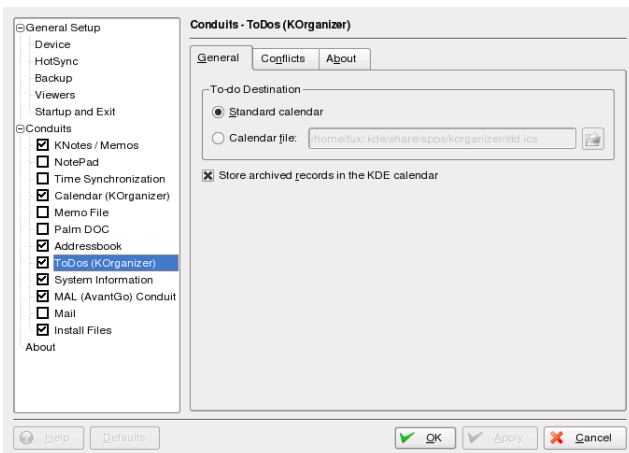 General Setup
Device
HotSync
Backup
Viewers
Startup and Exit
Conduits
KNotes / Memos
NotePad
Time Synchronization
Calendar (KOrganizer)
Memo File
Palm DOC
Addressbook
ToDos (KOrganizer)
System Information
MAL (AvantGo) Conduit
Mail
Install Files
About
Conduits - ToDos (KOrganizer)
General Conflicts About
To-do Destination
Standard calendar
Calendar file: /home/tux/.kde/share/apps/korganizer/std.ics
Store archived records in the KDE calendar
Help Defaults OK Apply Cancel